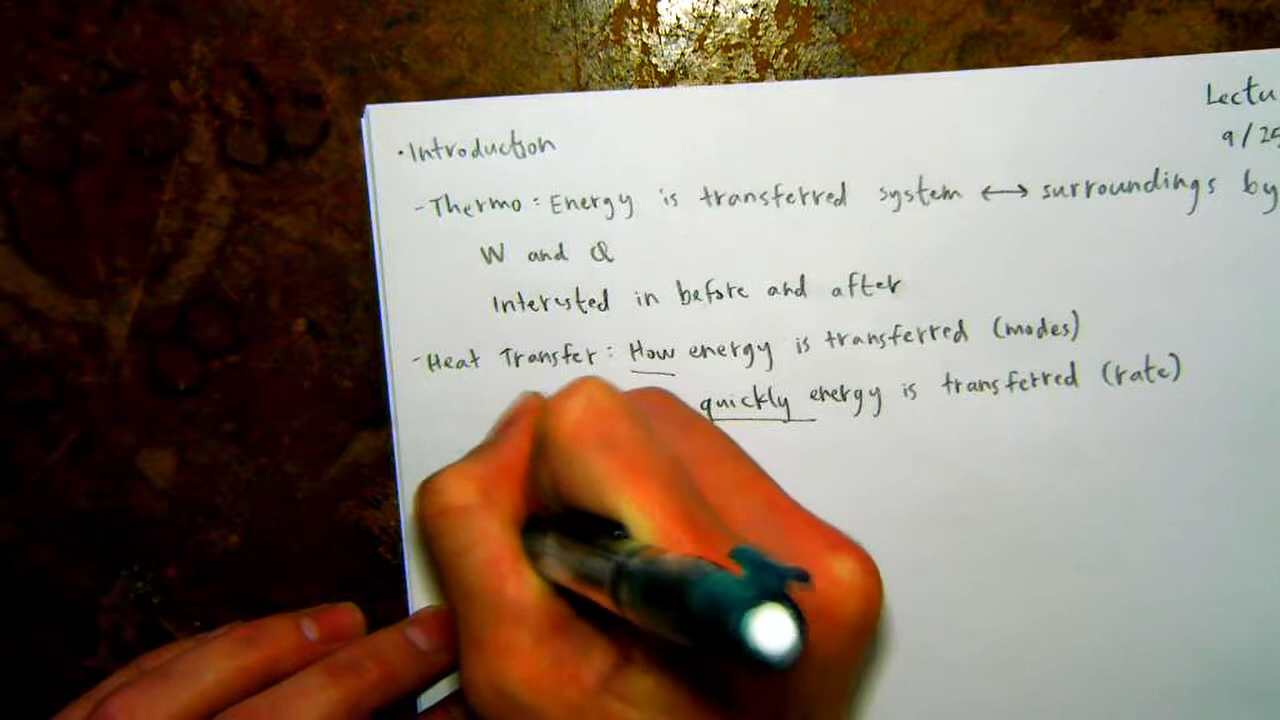 Lectu
9/25
• Introduction
- Thermo: Energy is transferred system ↔ surroundings by
W and Q
Interested in before and after
- Heat Transfer: How energy is transferred (modes)
quickly energy is transferred (rate)